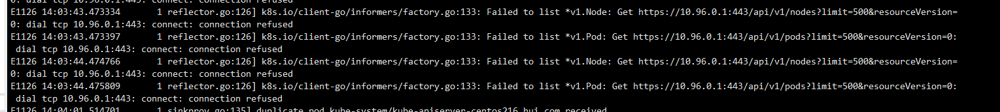 0: dial tcp 10.96.0.1:443: connect: connection refused
E1126 14:03:43.473334       1 reflector.go:126] k8s.io/client-go/informers/factory.go:133: Failed to list *v1.Node: Get https://10.96.0.1:443/api/v1/nodes?limit=500&resourceVersion=
0: dial tcp 10.96.0.1:443: connect: connection refused
E1126 14:03:43.473397       1 reflector.go:126] k8s.io/client-go/informers/factory.go:133: Failed to list *v1.Pod: Get https://10.96.0.1:443/api/v1/pods?limit=500&resourceVersion=0:
 dial tcp 10.96.0.1:443: connect: connection refused
E1126 14:03:44.474766       1 reflector.go:126] k8s.io/client-go/informers/factory.go:133: Failed to list *v1.Node: Get https://10.96.0.1:443/api/v1/nodes?limit=500&resourceVersion=
0: dial tcp 10.96.0.1:443: connect: connection refused
E1126 14:03:44.475809       1 reflector.go:126] k8s.io/client-go/informers/factory.go:133: Failed to list *v1.Pod: Get https://10.96.0.1:443/api/v1/pods?limit=500&resourceVersion=0:
 dial tcp 10.96.0.1:443: connect: connection refused
E1126 14:04:01.514701       1 sinkprov.go:135] duplicate pod kube-system/kube-apiserver-centos216.hui.com received